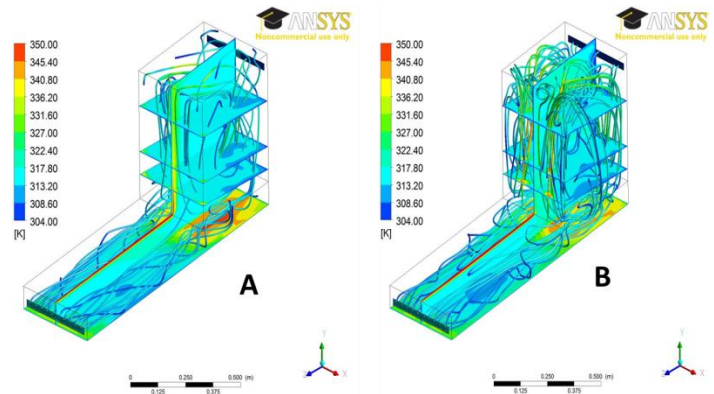 ANSYS
Noncommercial use only
350.00
345.40
340.80
336.20
331.60
327.00
322.40
317.80
313.20
308.60
304.00
[K]
A
0
0.250
0.500
(m)
0.125
0.375
Y
Z
X
ANSYS
Noncommercial use only
350.00
345.40
340.80
336.20
331.60
327.00
322.40
317.80
313.20
308.60
304.00
[K]
B
0
0.250
0.500
(m)
0.125
0.375
Y
Z
X